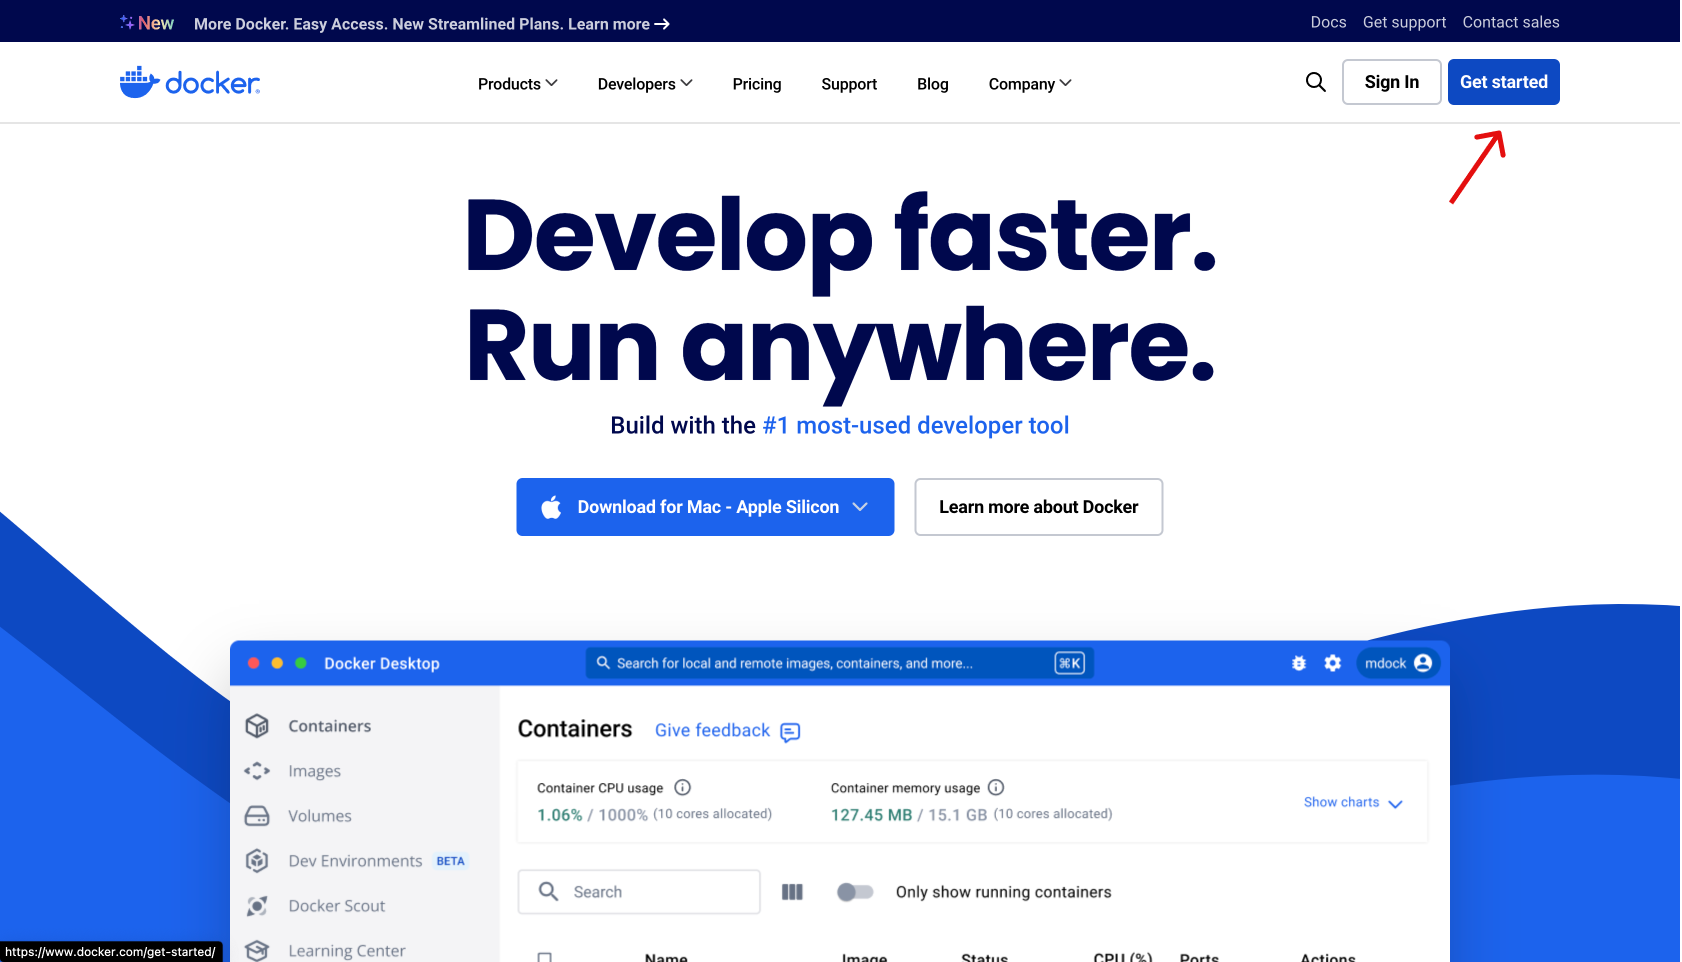 New More Docker. Easy Access. New Streamlined Plans. Learn more →
Docs Get support Contact sales
docker
Products Developers Pricing Support Blog Company
Sign In Get started
Develop faster.
Run anywhere.
Build with the #1 most-used developer tool
Download for Mac - Apple Silicon
Learn more about Docker
Docker Desktop
Search for local and remote images, containers, and more...
⌘K
mdock
Containers
Images
Volumes
Dev Environments BETA
Docker Scout
Learning Center
Containers Give feedback
Container CPU usage
1.06% / 1000% (10 cores allocated)
Container memory usage
127.45 MB / 15.1 GB (10 cores allocated)
Show charts
Search
Only show running containers
Name Image Status CPU (%) Ports Actions
https://www.docker.com/get-started/